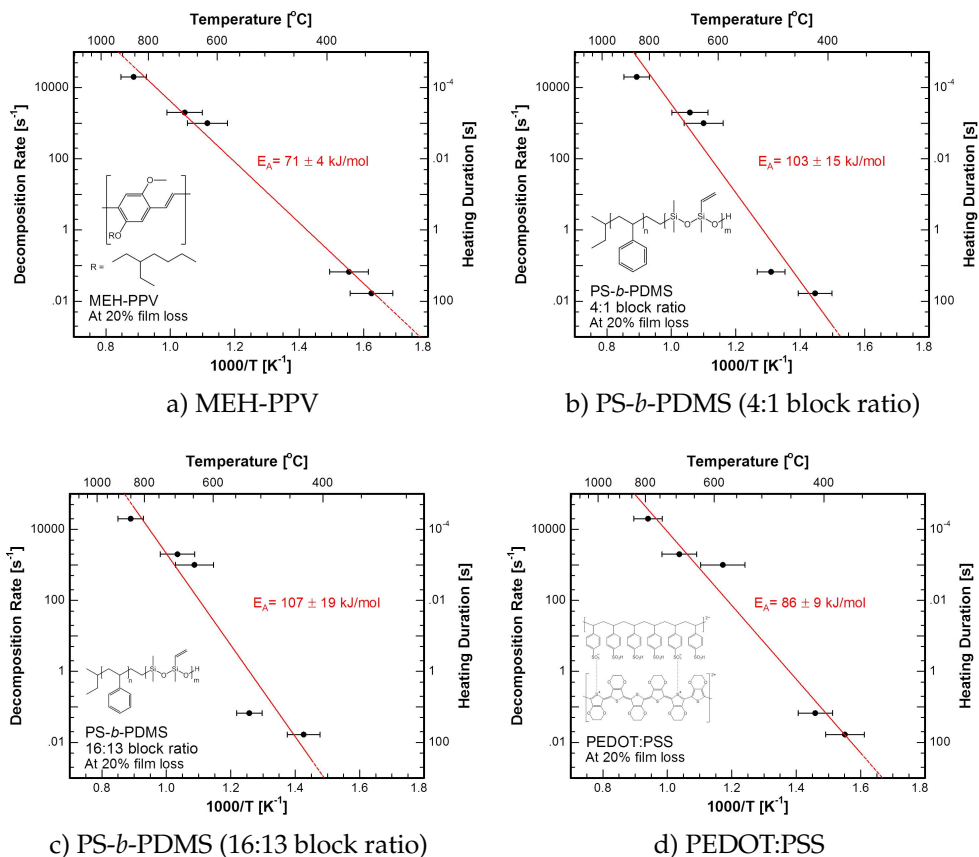 Temperature [°C]
1000 800 600 400
Decomposition Rate [s⁻¹]
10000
100
1
.01
Heating Duration [s]
10⁻⁴
.01
1
100
E_A= 71 ± 4 kJ/mol
O
RO
n
R =
MEH-PPV
At 20% film loss
0.8 1.0 1.2 1.4 1.6 1.8
1000/T [K⁻¹]
a) MEH-PPV
Temperature [°C]
1000 800 600 400
Decomposition Rate [s⁻¹]
10000
100
1
.01
Heating Duration [s]
10⁻⁴
.01
1
100
E_A= 103 ± 15 kJ/mol
n Si O Si O H m
PS-b-PDMS
4:1 block ratio
At 20% film loss
0.8 1.0 1.2 1.4 1.6 1.8
1000/T [K⁻¹]
b) PS-b-PDMS (4:1 block ratio)
Temperature [°C]
1000 800 600 400
Decomposition Rate [s⁻¹]
10000
100
1
.01
Heating Duration [s]
10⁻⁴
.01
1
100
E_A= 107 ± 19 kJ/mol
n Si O Si O H m
PS-b-PDMS
16:13 block ratio
At 20% film loss
0.8 1.0 1.2 1.4 1.6 1.8
1000/T [K⁻¹]
c) PS-b-PDMS (16:13 block ratio)
Temperature [°C]
1000 800 600 400
Decomposition Rate [s⁻¹]
10000
100
1
.01
Heating Duration [s]
10⁻⁴
.01
1
100
E_A= 86 ± 9 kJ/mol
PEDOT:PSS
At 20% film loss
0.8 1.0 1.2 1.4 1.6 1.8
1000/T [K⁻¹]
d) PEDOT:PSS